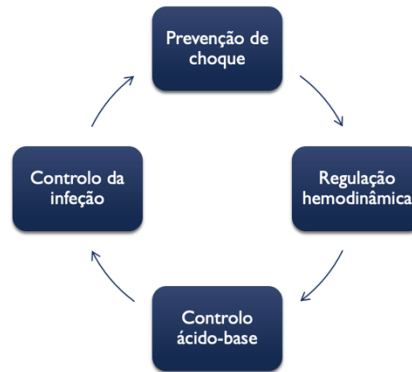 Prevenção de
choque
Regulação
hemodinâmica
Controlo
ácido-base
Controlo da
infeção